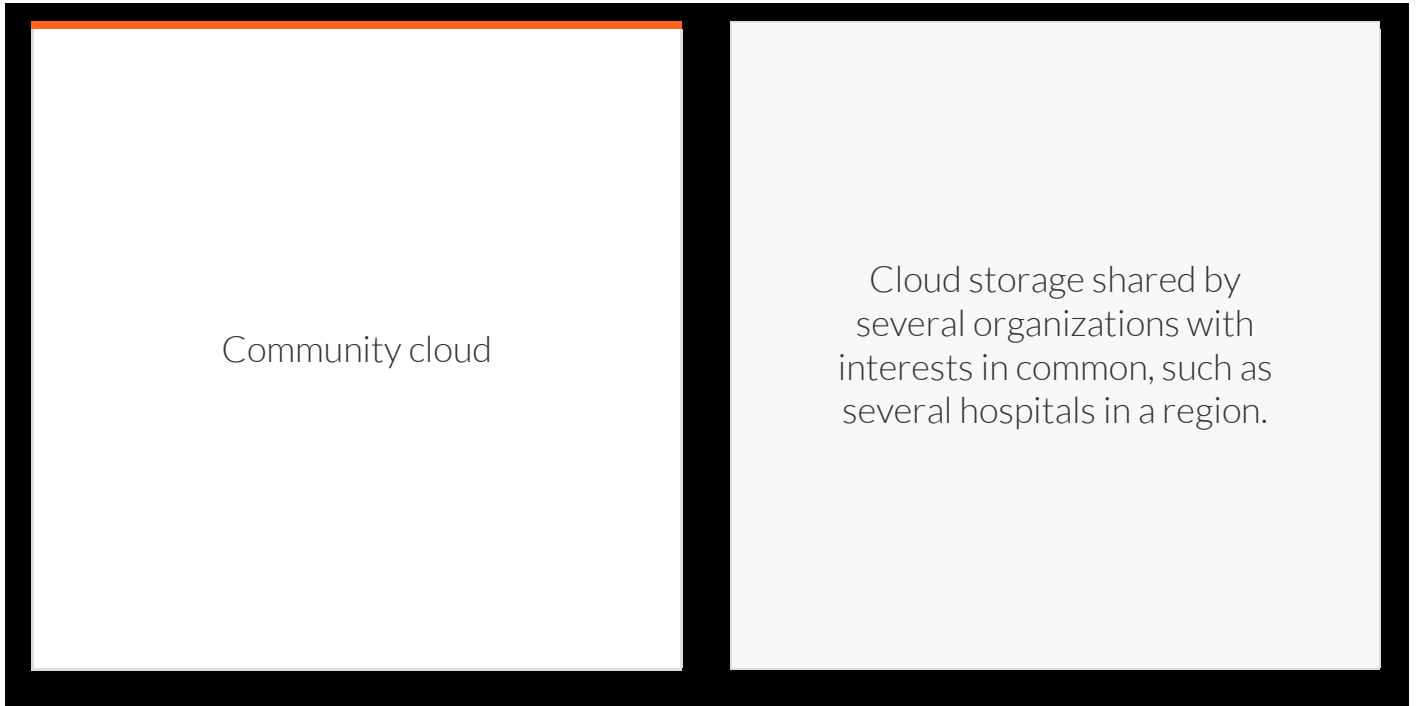 Community cloud
Cloud storage shared by
several organizations with
interests in common, such as
several hospitals in a region.